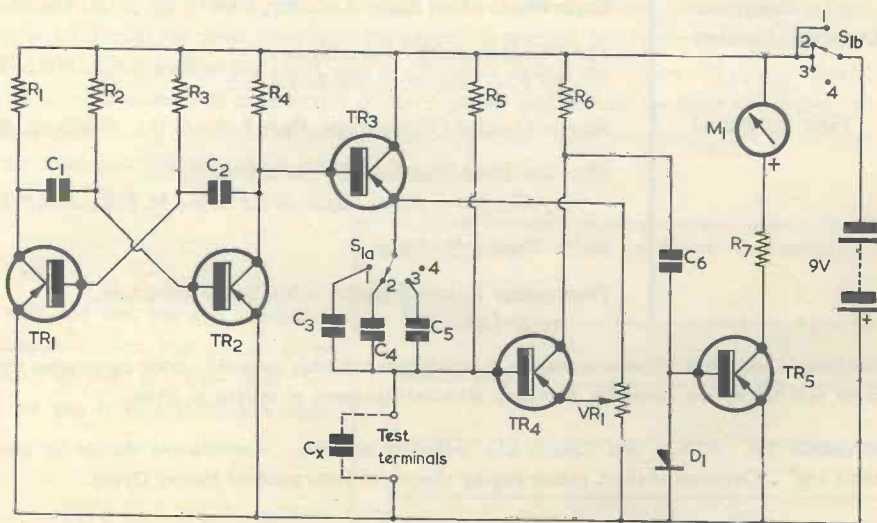 R1
R2
R3
R4
TR3
R5
R6
S1b
1
2
3
4
M1
+
C1
C2
S1a
1
2
3
4
R7
9V
C6
+
TR1
TR2
C3
C4
C5
TR4
VR1
TR5
Cx
Test
terminals
D1